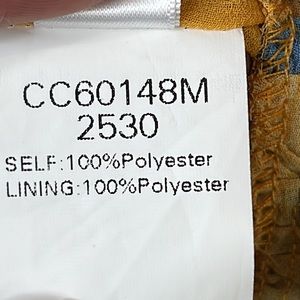 CC60148M
2530
SELF:100%Polyester
LINING:100%Polyester